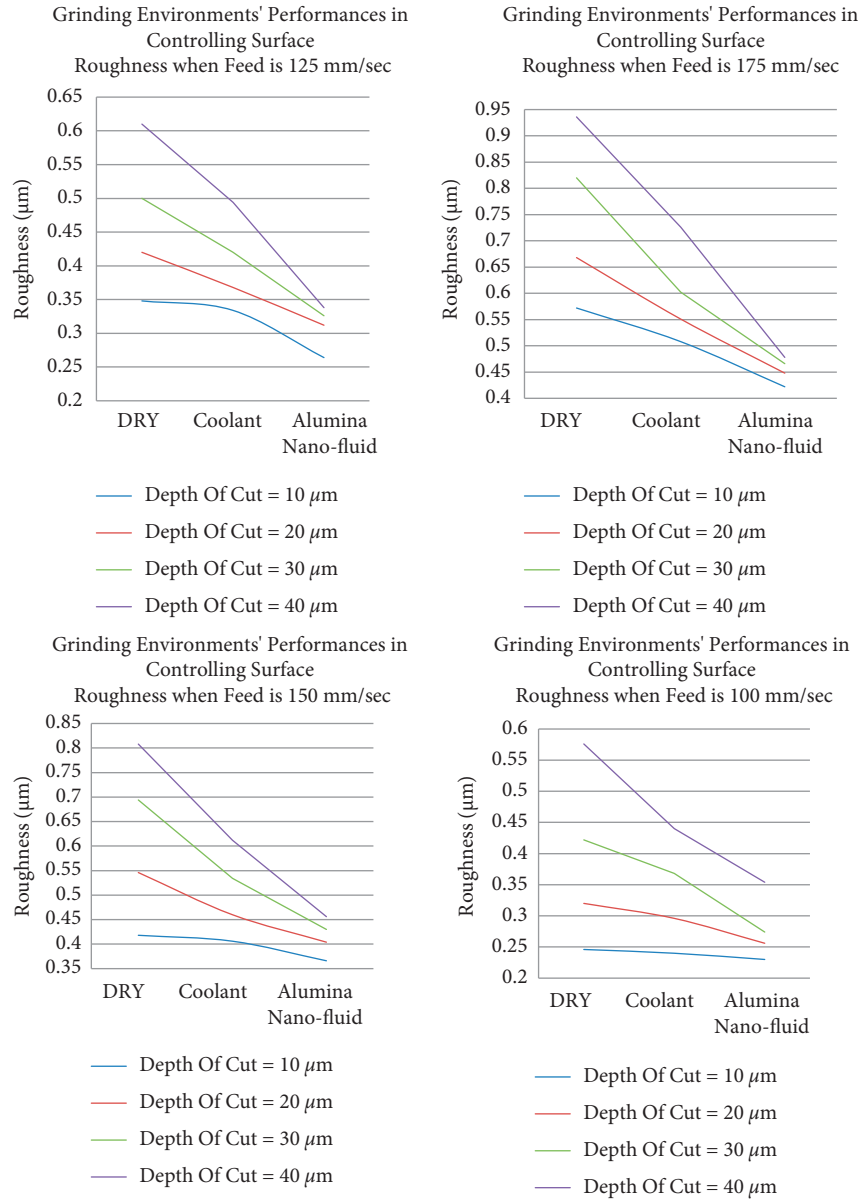 Grinding Environments' Performances in
Controlling Surface
Roughness when Feed is 125 mm/sec
0.65
0.6
0.55
0.5
0.45
0.4
0.35
0.3
0.25
0.2
Roughness (μm)
DRY
Coolant
Alumina
Nano-fluid
Depth Of Cut = 10 μm
Depth Of Cut = 20 μm
Depth Of Cut = 30 μm
Depth Of Cut = 40 μm
Grinding Environments' Performances in
Controlling Surface
Roughness when Feed is 175 mm/sec
0.95
0.9
0.85
0.8
0.75
0.7
0.65
0.6
0.55
0.5
0.45
0.4
Roughness (μm)
DRY
Coolant
Alumina
Nano-fluid
Depth Of Cut = 10 μm
Depth Of Cut = 20 μm
Depth Of Cut = 30 μm
Depth Of Cut = 40 μm
Grinding Environments' Performances in
Controlling Surface
Roughness when Feed is 150 mm/sec
0.85
0.8
0.75
0.7
0.65
0.6
0.55
0.5
0.45
0.4
0.35
Roughness (μm)
DRY
Coolant
Alumina
Nano-fluid
Depth Of Cut = 10 μm
Depth Of Cut = 20 μm
Depth Of Cut = 30 μm
Depth Of Cut = 40 μm
Grinding Environments' Performances in
Controlling Surface
Roughness when Feed is 100 mm/sec
0.6
0.55
0.5
0.45
0.4
0.35
0.3
0.25
0.2
Roughness (μm)
DRY
Coolant
Alumina
Nano-fluid
Depth Of Cut = 10 μm
Depth Of Cut = 20 μm
Depth Of Cut = 30 μm
Depth Of Cut = 40 μm